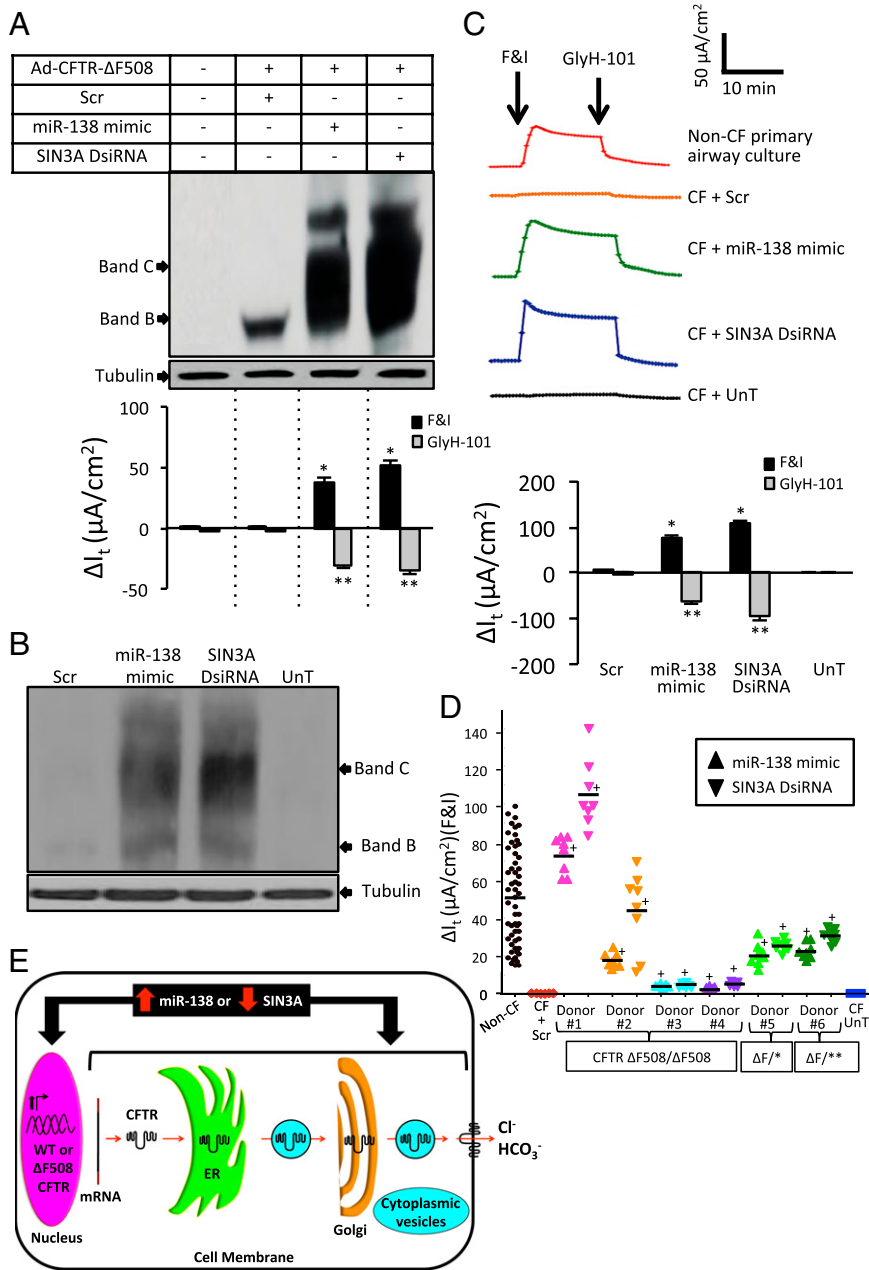 A
Ad-CFTR-ΔF508 - + + +
Scr - + - -
miR-138 mimic - - + -
SIN3A DsiRNA - - - +
Band C
Band B
Tubulin
ΔIt (µA/cm²)
100
50
0
-50
F&I
GlyH-101
*
**
*
**
B
Scr
miR-138 mimic
SIN3A DsiRNA
UnT
Band C
Band B
Tubulin
C
F&I
GlyH-101
50 µA/cm²
10 min
Non-CF primary
airway culture
CF + Scr
CF + miR-138 mimic
CF + SIN3A DsiRNA
CF + UnT
ΔIt (µA/cm²)
200
100
0
-100
-200
F&I
GlyH-101
*
**
*
**
Scr
miR-138
mimic
SIN3A
DsiRNA
UnT
D
ΔIt (µA/cm²)(F&I)
140
120
100
80
60
40
20
0
miR-138 mimic
SIN3A DsiRNA
+ + + + + + + + + + + +
Non-CF
CF
+
Scr
Donor
#1
Donor
#2
Donor
#3
Donor
#4
Donor
#5
Donor
#6
CF
UnT
CFTR ΔF508/ΔF508
ΔF/*
ΔF/**
E
miR-138 or SIN3A
WT or
ΔF508
CFTR
Nucleus
mRNA
CFTR
ER
Golgi
Cytoplasmic
vesicles
Cl-
HCO3-
Cell Membrane